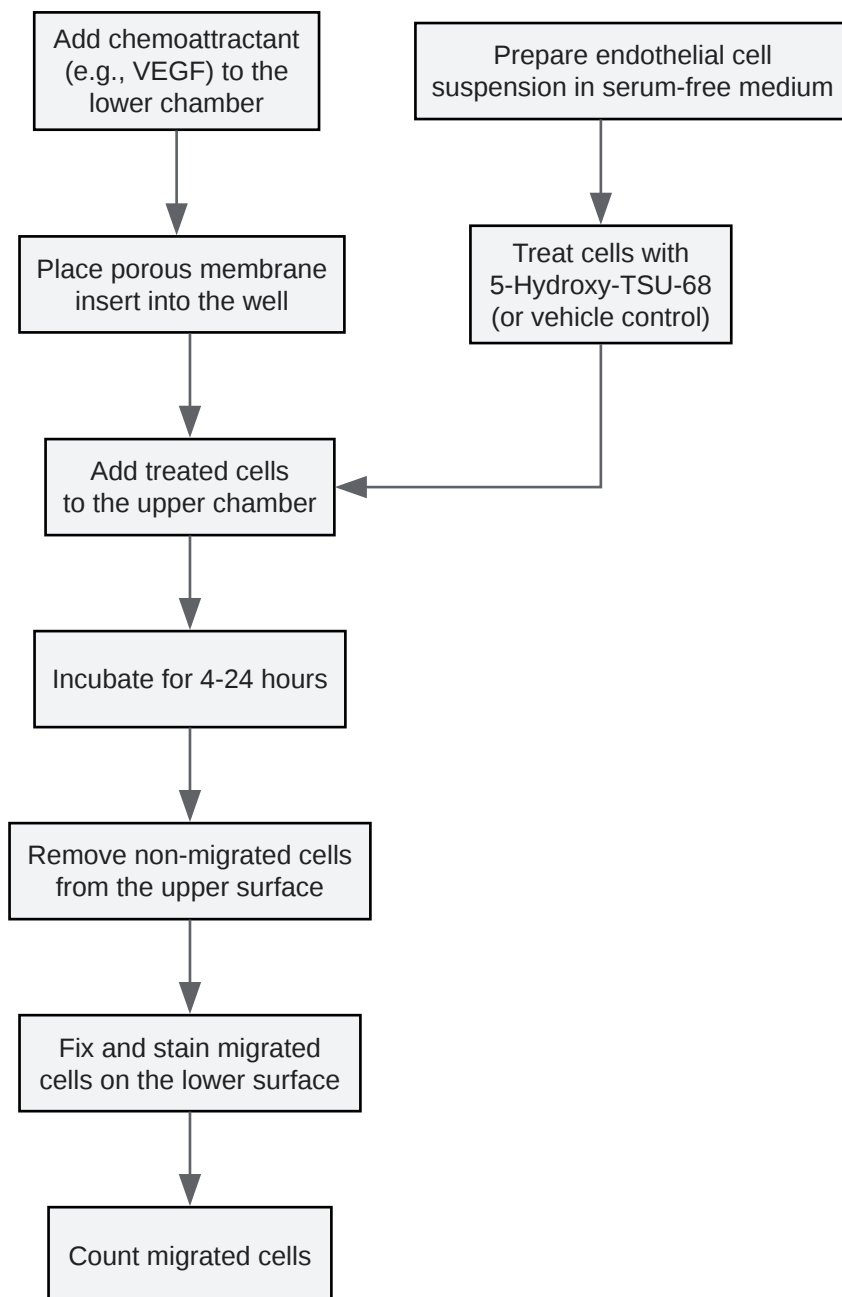 Add chemoattractant
(e.g., VEGF) to the
lower chamber
Prepare endothelial cell
suspension in serum-free medium
Place porous membrane
insert into the well
Treat cells with
5-Hydroxy-TSU-68
(or vehicle control)
Add treated cells
to the upper chamber
Incubate for 4-24 hours
Remove non-migrated cells
from the upper surface
Fix and stain migrated
cells on the lower surface
Count migrated cells